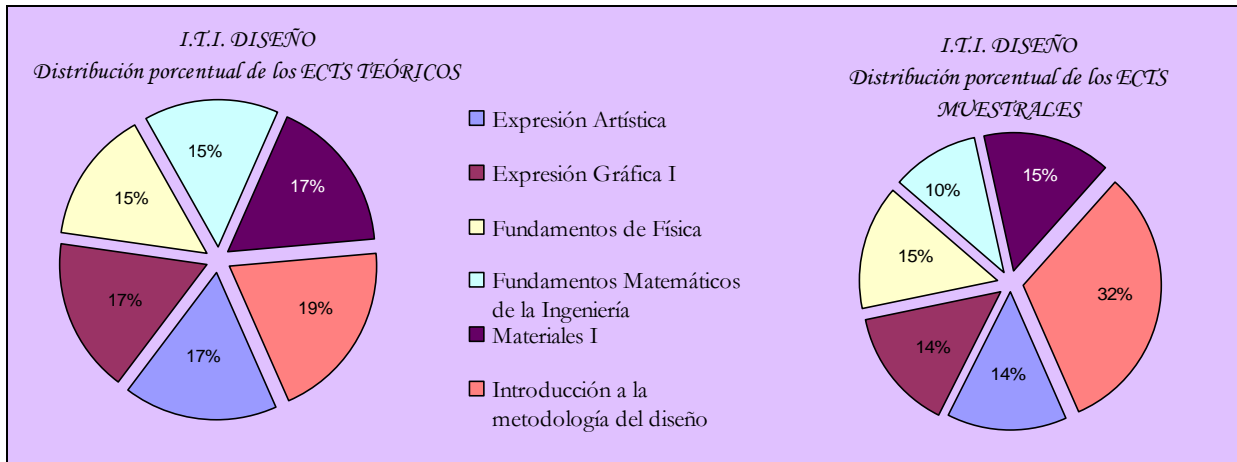 I.T.I. DISEÑO
Distribución porcentual de los ECTS TEÓRICOS
15%
17%
15%
17%
19%
17%
Expresión Artística
Expresión Gráfica I
Fundamentos de Física
Fundamentos Matemáticos
de la Ingeniería
Materiales I
Introducción a la
metodología del diseño
I.T.I. DISEÑO
Distribución porcentual de los ECTS
MUESTRALES
15%
10%
15%
32%
14%
14%